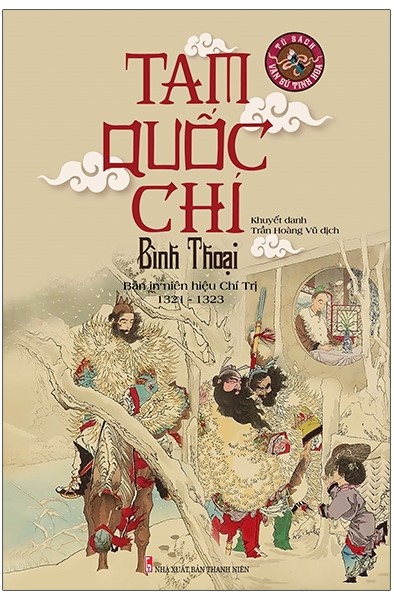 TỦ SÁCH
VĂN SỬ TINH HOA
TAM
QUỐC
CHÍ
Bình Thoại
Khuyết danh
Trần Hoàng Vũ dịch
Bản in niên hiệu Chí Trị
1321 - 1323
NHÀ XUẤT BẢN THANH NIÊN